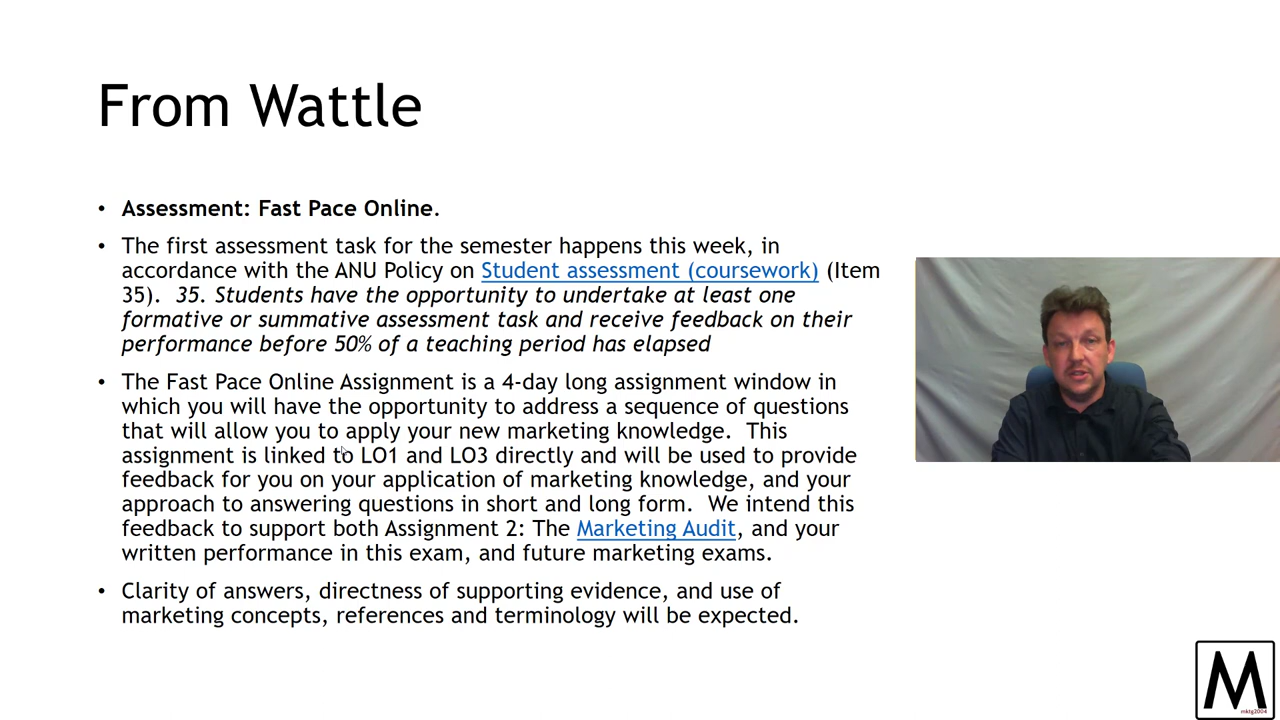 From Wattle
• Assessment: Fast Pace Online.
• The first assessment task for the semester happens this week, in
accordance with the ANU Policy on Student assessment (coursework) (Item
35).  35. Students have the opportunity to undertake at least one
formative or summative assessment task and receive feedback on their
performance before 50% of a teaching period has elapsed
• The Fast Pace Online Assignment is a 4-day long assignment window in
which you will have the opportunity to address a sequence of questions
that will allow you to apply your new marketing knowledge.  This
assignment is linked to LO1 and LO3 directly and will be used to provide
feedback for you on your application of marketing knowledge, and your
approach to answering questions in short and long form.  We intend this
feedback to support both Assignment 2: The Marketing Audit, and your
written performance in this exam, and future marketing exams.
• Clarity of answers, directness of supporting evidence, and use of
marketing concepts, references and terminology will be expected.
M
mktg2004